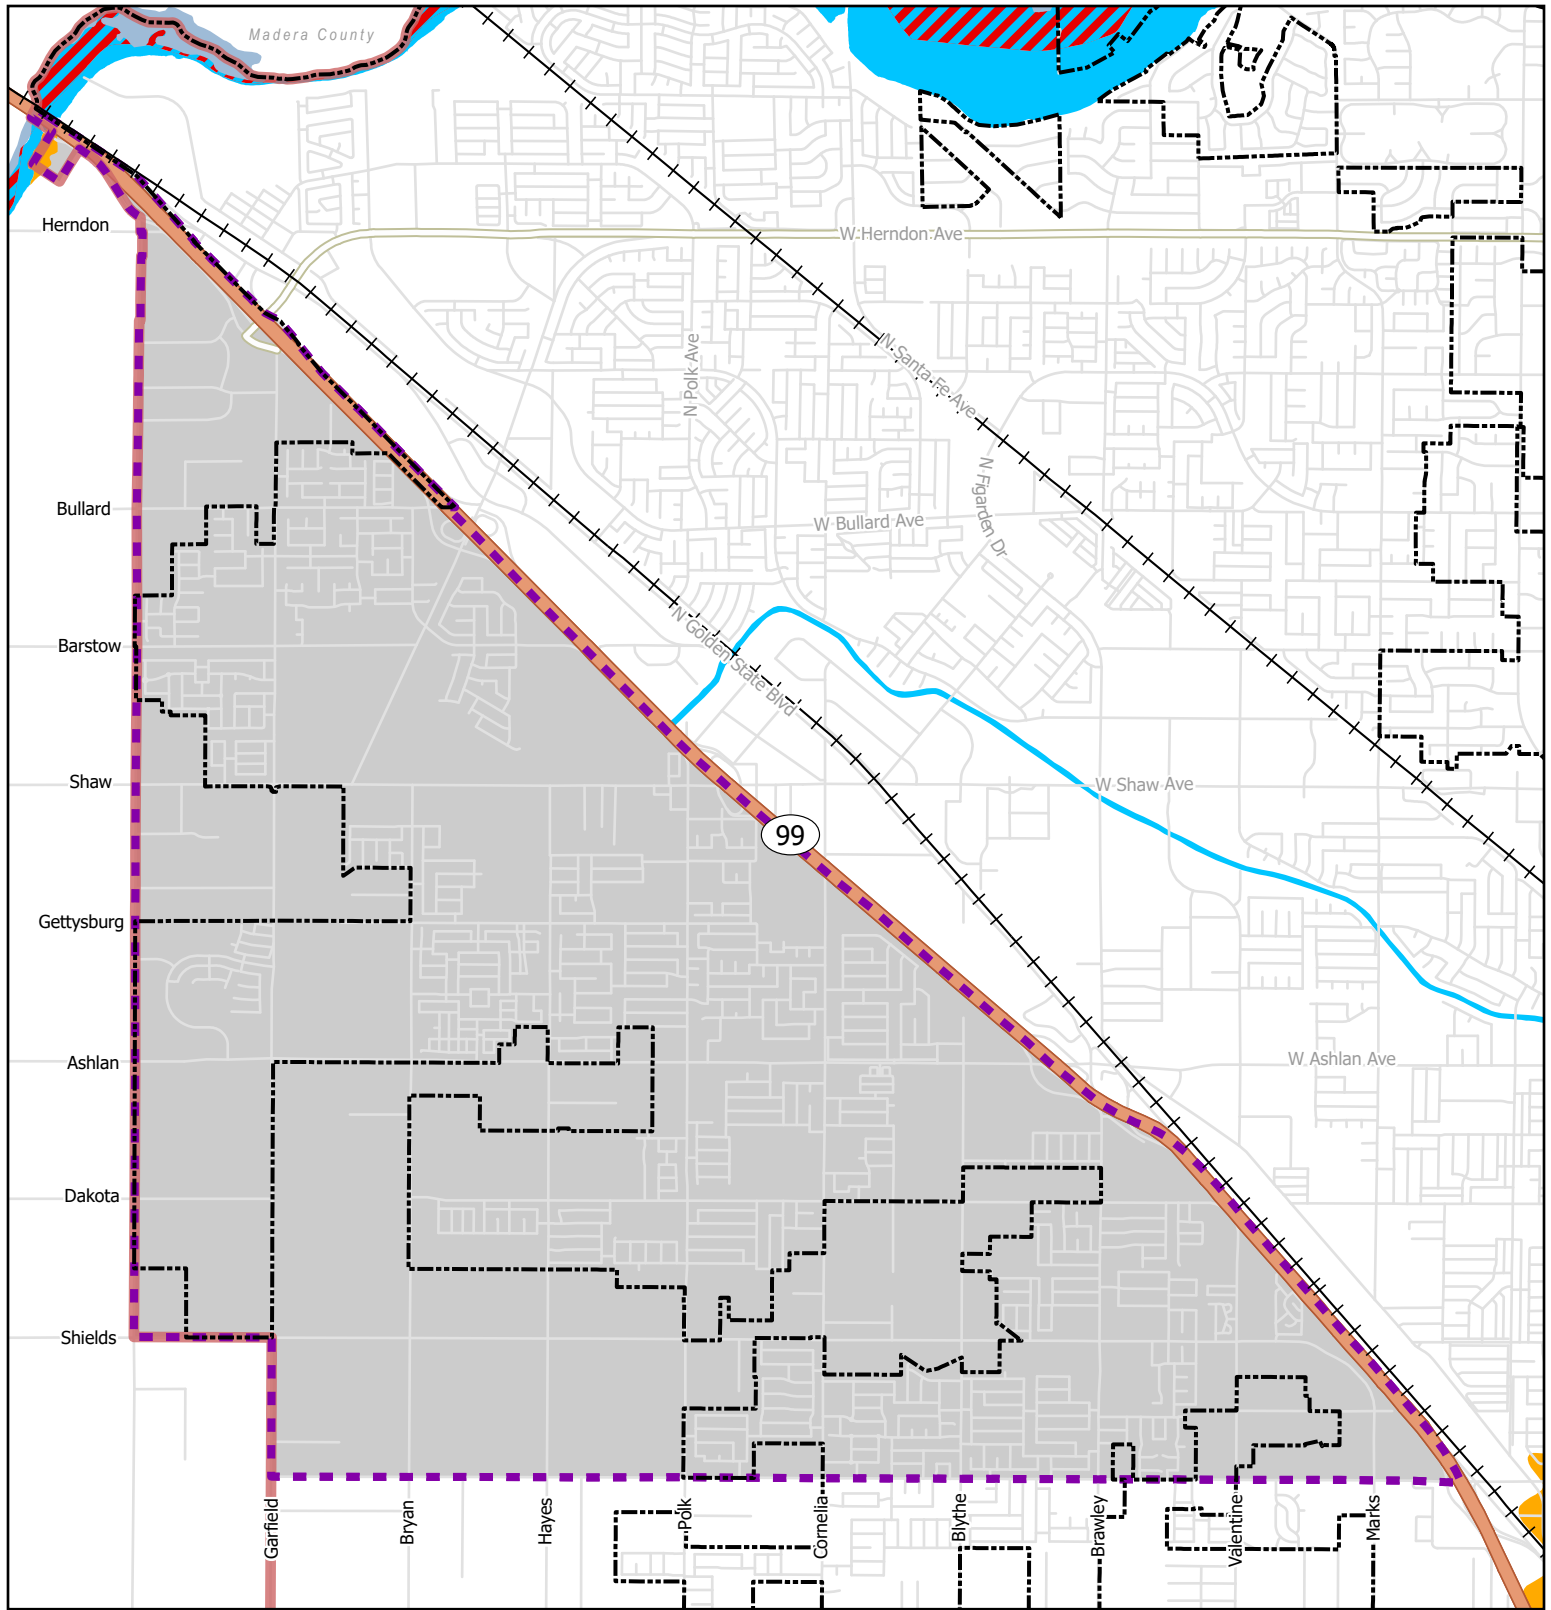 Madera County
Herndon
W Herndon Ave
N Polk Ave
N Santa Fe Ave
N Figarden Dr
Bullard
W Bullard Ave
Barstow
N Golden State Blvd
Shaw
W Shaw Ave
99
Gettysburg
Ashlan
W Ashlan Ave
Dakota
Shields
Garfield
Bryan
Hayes
Polk
Cornelia
Blythe
Brawley
Valentine
Marks